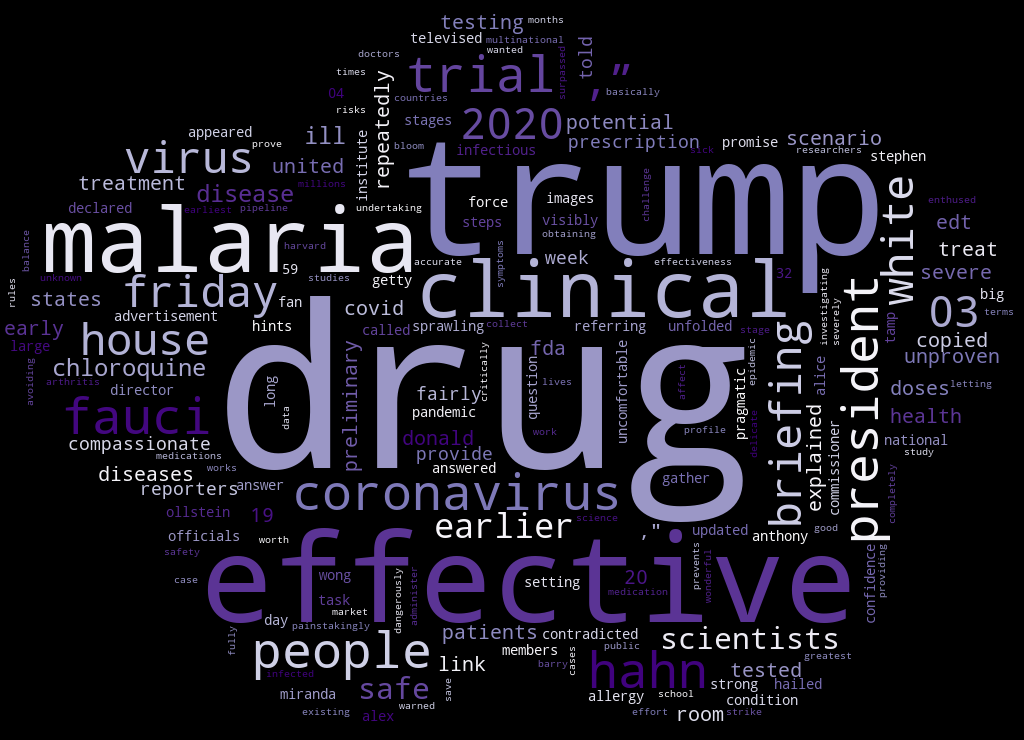 testing
months
televised
multinational
wanted
doctors
told
surpassed
times
trial
,”
basically
04
countries
risks
repeatedly
stages
2020
potential
scenario
appeared
prove
ill
institute
infectious
prescription
promise
sick
researchers
stephen
virus
united
trump
treatment
disease
millions
challenge
white
enthused
declared
earliest
pipeline
undertaking
force
images
steps
visibly
obtaining
edt
malaria
harvard
balance
treat
59
studies
accurate
symptoms
week
effectiveness
severe
unknown
rules
states
friday
fan
getty
clinical
32
investigating
severely
big
terms
03
advertisement
covid
hints
called
sprawling
collect
referring
unfolded
stage
tamp
early
large
house
copied
unproven
chloroquine
drug
preliminary
fda
question
uncomfortable
epidemic
briefing
president
alice
arthritis
avoiding
director
long
critically
lives
affect
pragmatic
doses
letting
fauci
data
fairly
pandemic
donald
work
profile
delicate
explained
commissioner
health
national
study
compassionate
medications
provide
answered
diseases
works
reporters
answer
gather
completely
coronavirus
ollstein
19
science
officials
worth
earlier
,"
updated
anthony
good
safety
case
effective
wong
setting
20
medication
prevents
wonderful
confidence
providing
task
market
dangerously
administer
day
painstakingly
fully
people
patients
contradicted
public
scientists
members
link
barry
cases
greatest
infected
hahn
tested
miranda
safe
save
allergy
school
strong
hailed
condition
existing
warned
alex
effort
room
strike